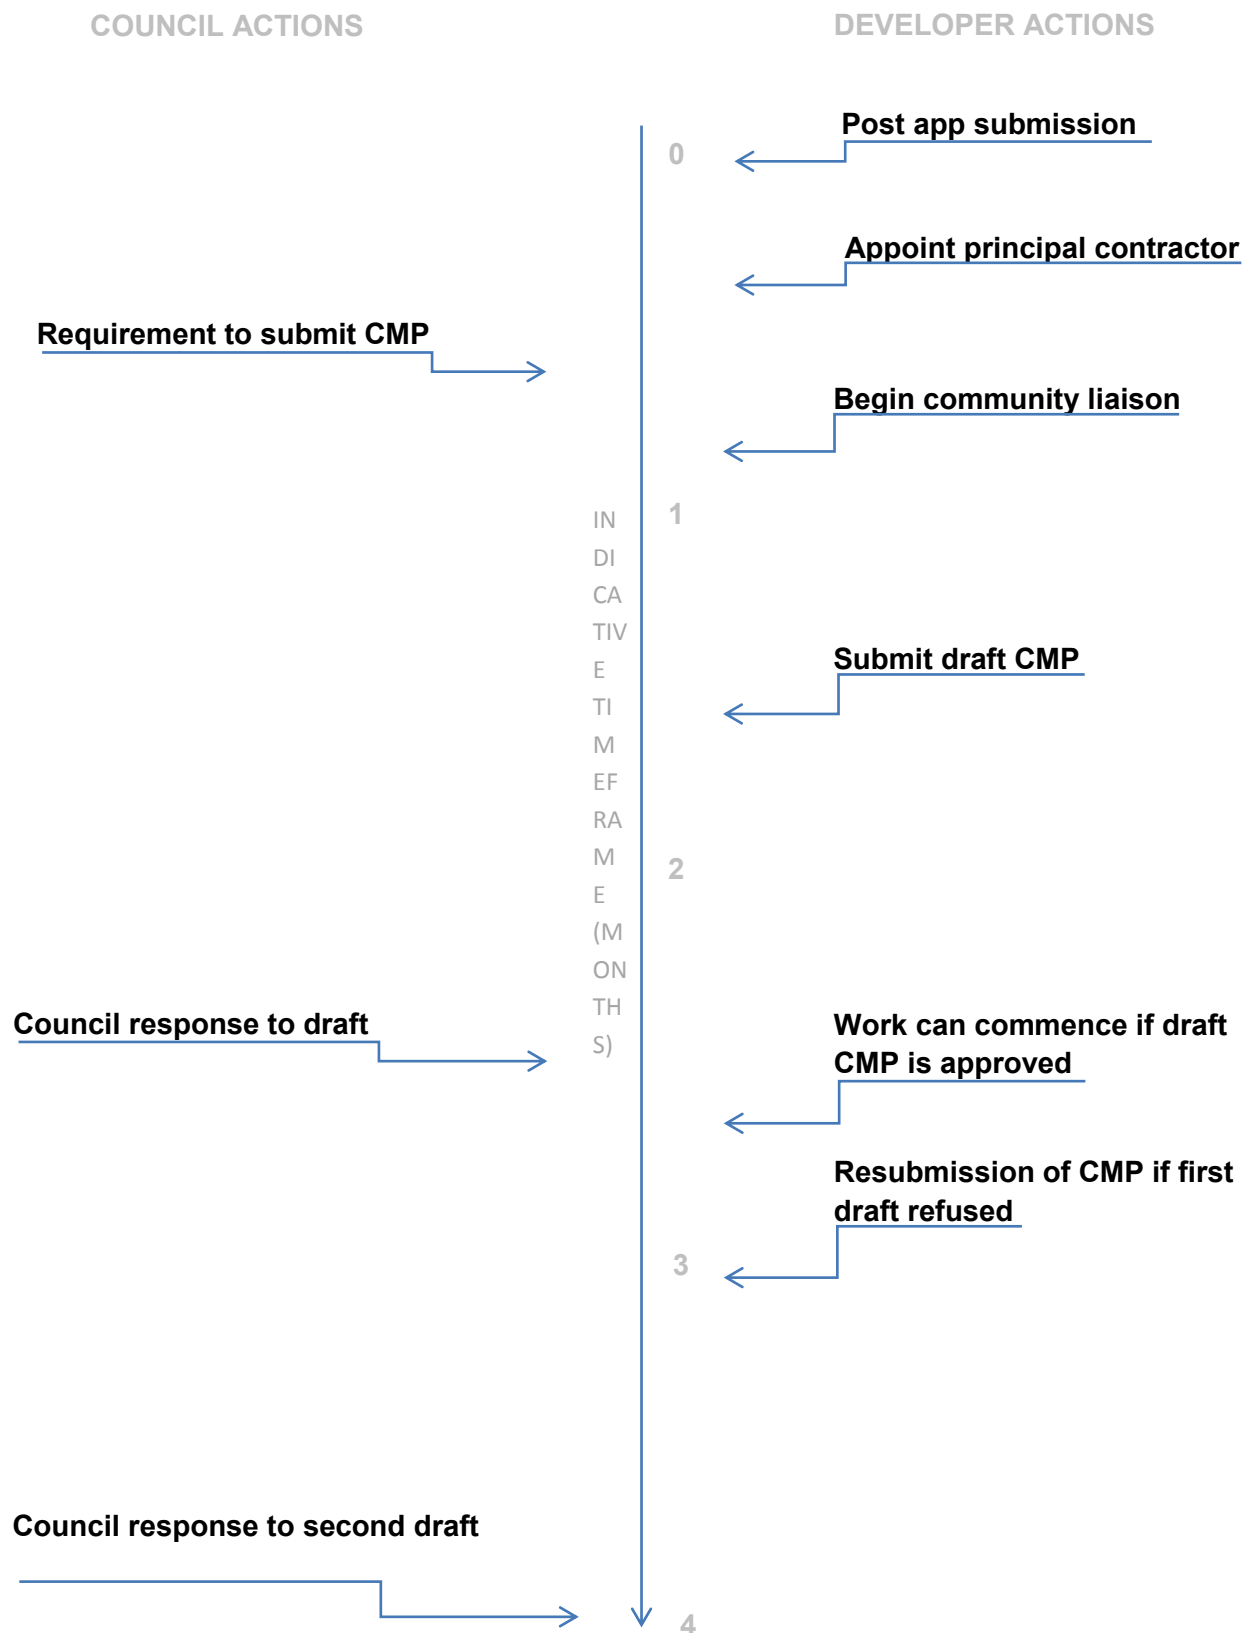 COUNCIL ACTIONS
DEVELOPER ACTIONS
Post app submission
0
Appoint principal contractor
Requirement to submit CMP
Begin community liaison
1
IN
DI
CA
TIV
E
TI
M
EF
RA
M
E
(M
ON
TH
S)
Submit draft CMP
2
Council response to draft
Work can commence if draft
CMP is approved
Resubmission of CMP if first
draft refused
3
Council response to second draft
4